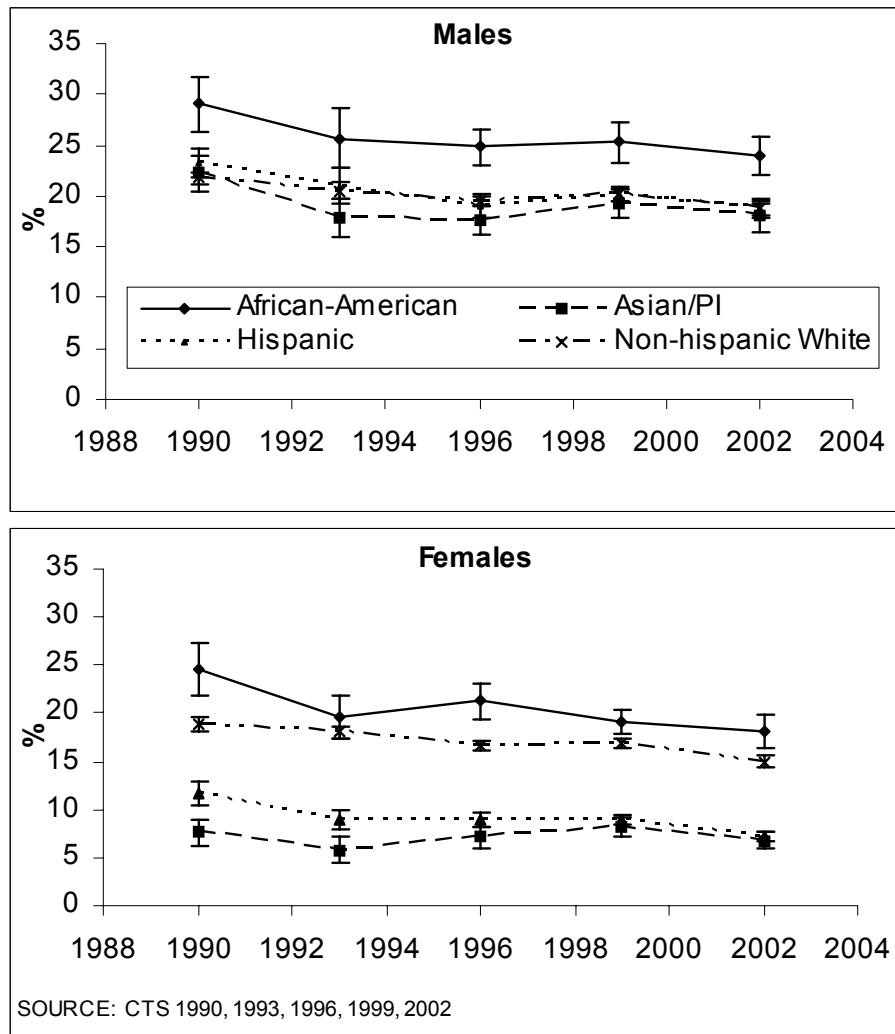 Males
35
30
25
20
15
10
5
0
%
African-American Asian/PI
Hispanic Non-hispanic White
1988 1990 1992 1994 1996 1998 2000 2002 2004
Females
35
30
25
20
15
10
5
0
%
1988 1990 1992 1994 1996 1998 2000 2002 2004
SOURCE: CTS 1990, 1993, 1996, 1999, 2002